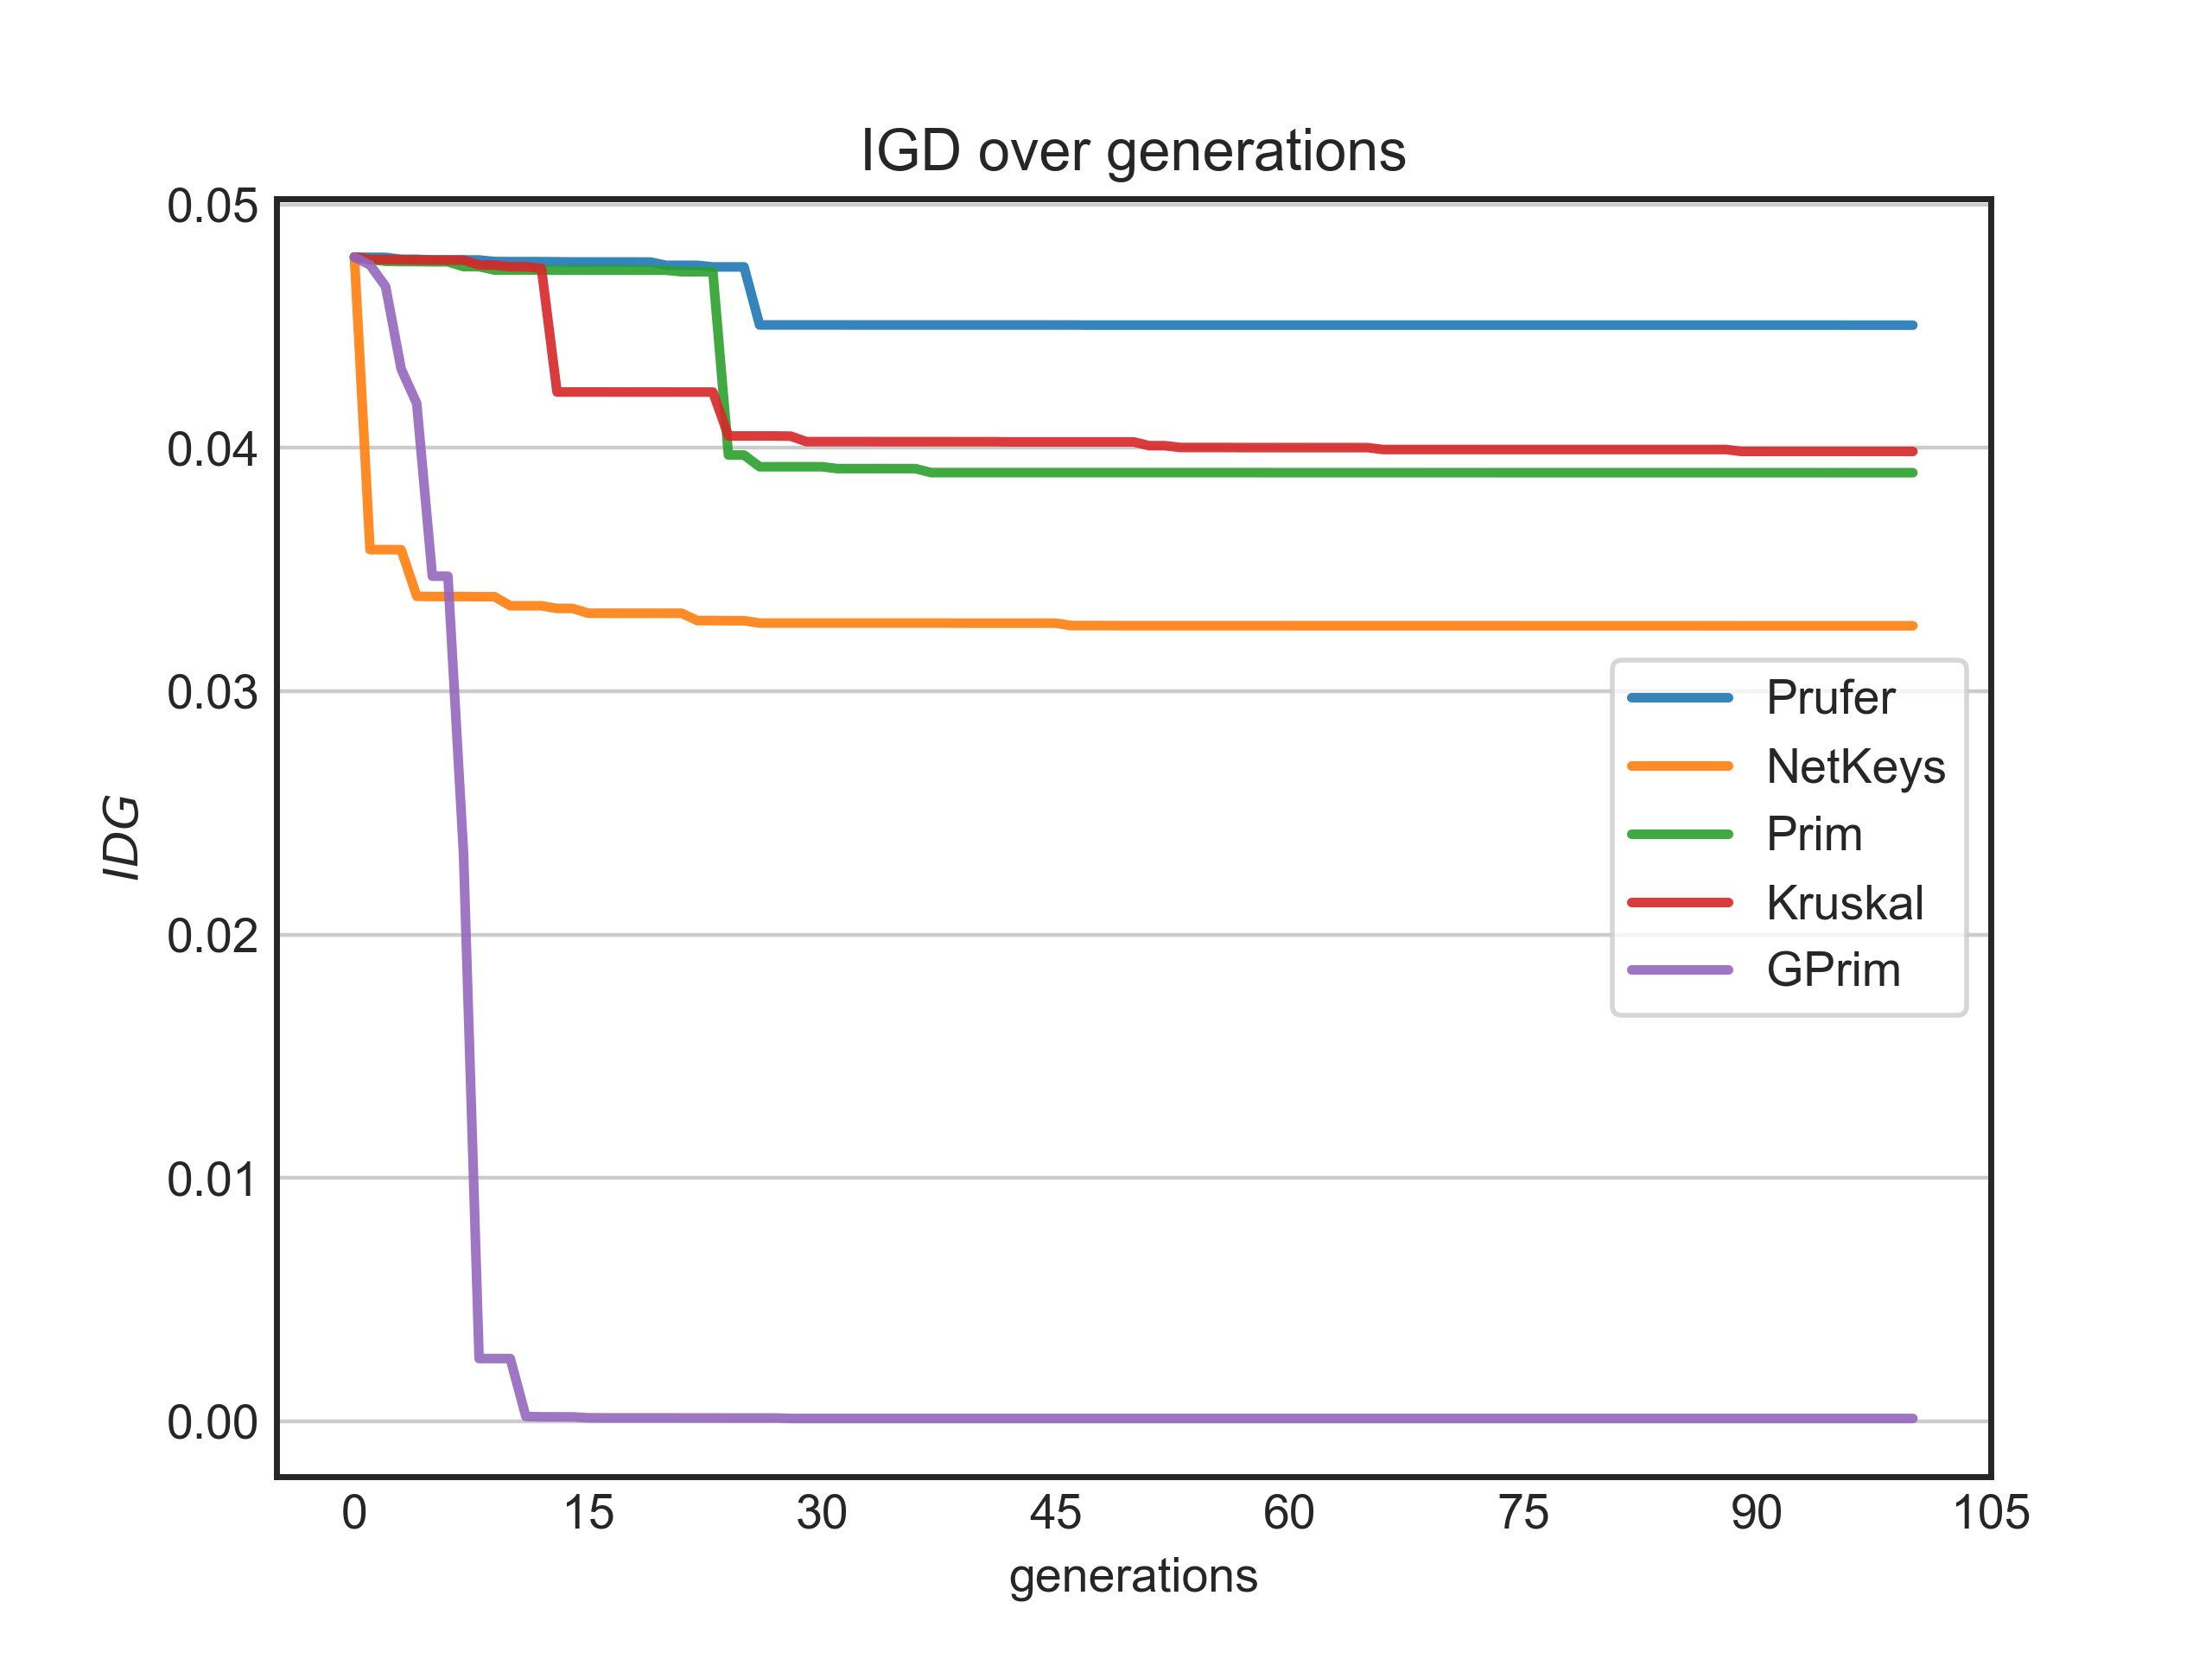 IGD over generations
0.05
0.04
0.03
0.02
0.01
0.00
IDG
Prufer
NetKeys
Prim
Kruskal
GPrim
0 15 30 45 60 75 90 105
generations